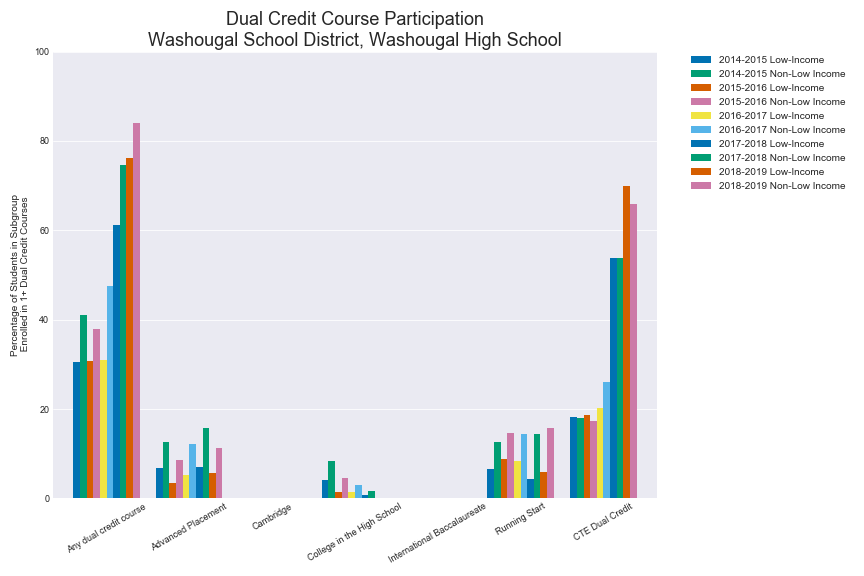 Dual Credit Course Participation
Washougal School District, Washougal High School
Percentage of Students in Subgroup
Enrolled in 1+ Dual Credit Courses
100
80
60
40
20
0
Any dual credit course
Advanced Placement
Cambridge
College in the High School
International Baccalaureate
Running Start
CTE Dual Credit
2014-2015 Low-Income
2014-2015 Non-Low Income
2015-2016 Low-Income
2015-2016 Non-Low Income
2016-2017 Low-Income
2016-2017 Non-Low Income
2017-2018 Low-Income
2017-2018 Non-Low Income
2018-2019 Low-Income
2018-2019 Non-Low Income